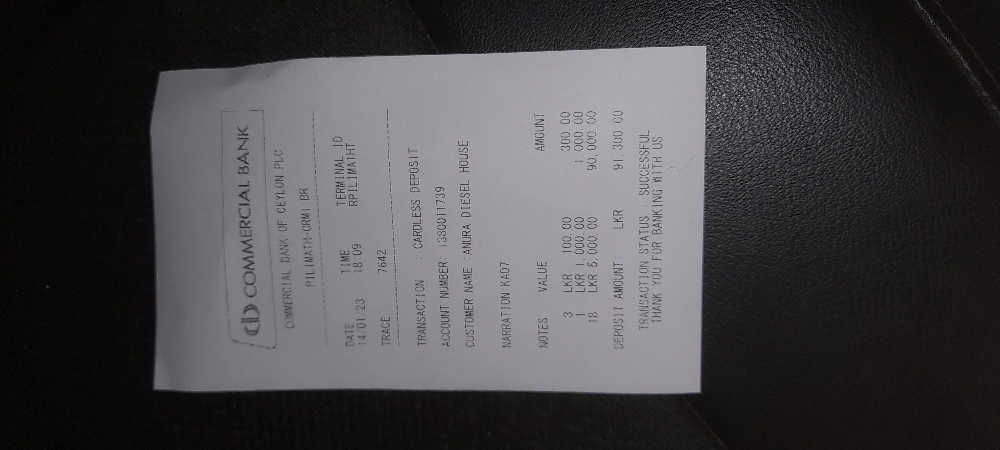 COMMERCIAL BANK
COMMERCIAL BANK OF CEYLON PLC
PILIMATH-CRM1 BR
DATE TIME TERMINAL ID
14/01/23 18:09 RPILIMA1HT
TRACE 7642
TRANSACTION : CARDLESS DEPOSIT
ACCOUNT NUMBER: 1380011739
CUSTOMER NAME :ANURA DIESEL HOUSE
NARRATION:KA07
NOTES VALUE AMOUNT
3 LKR 100.00 300.00
1 LKR 1,000.00 1,000.00
18 LKR 5,000.00 90,000.00
DEPOSIT AMOUNT LKR 91,300.00
TRANSACTION STATUS : SUCCESSFUL
THANK YOU FOR BANKING WITH US